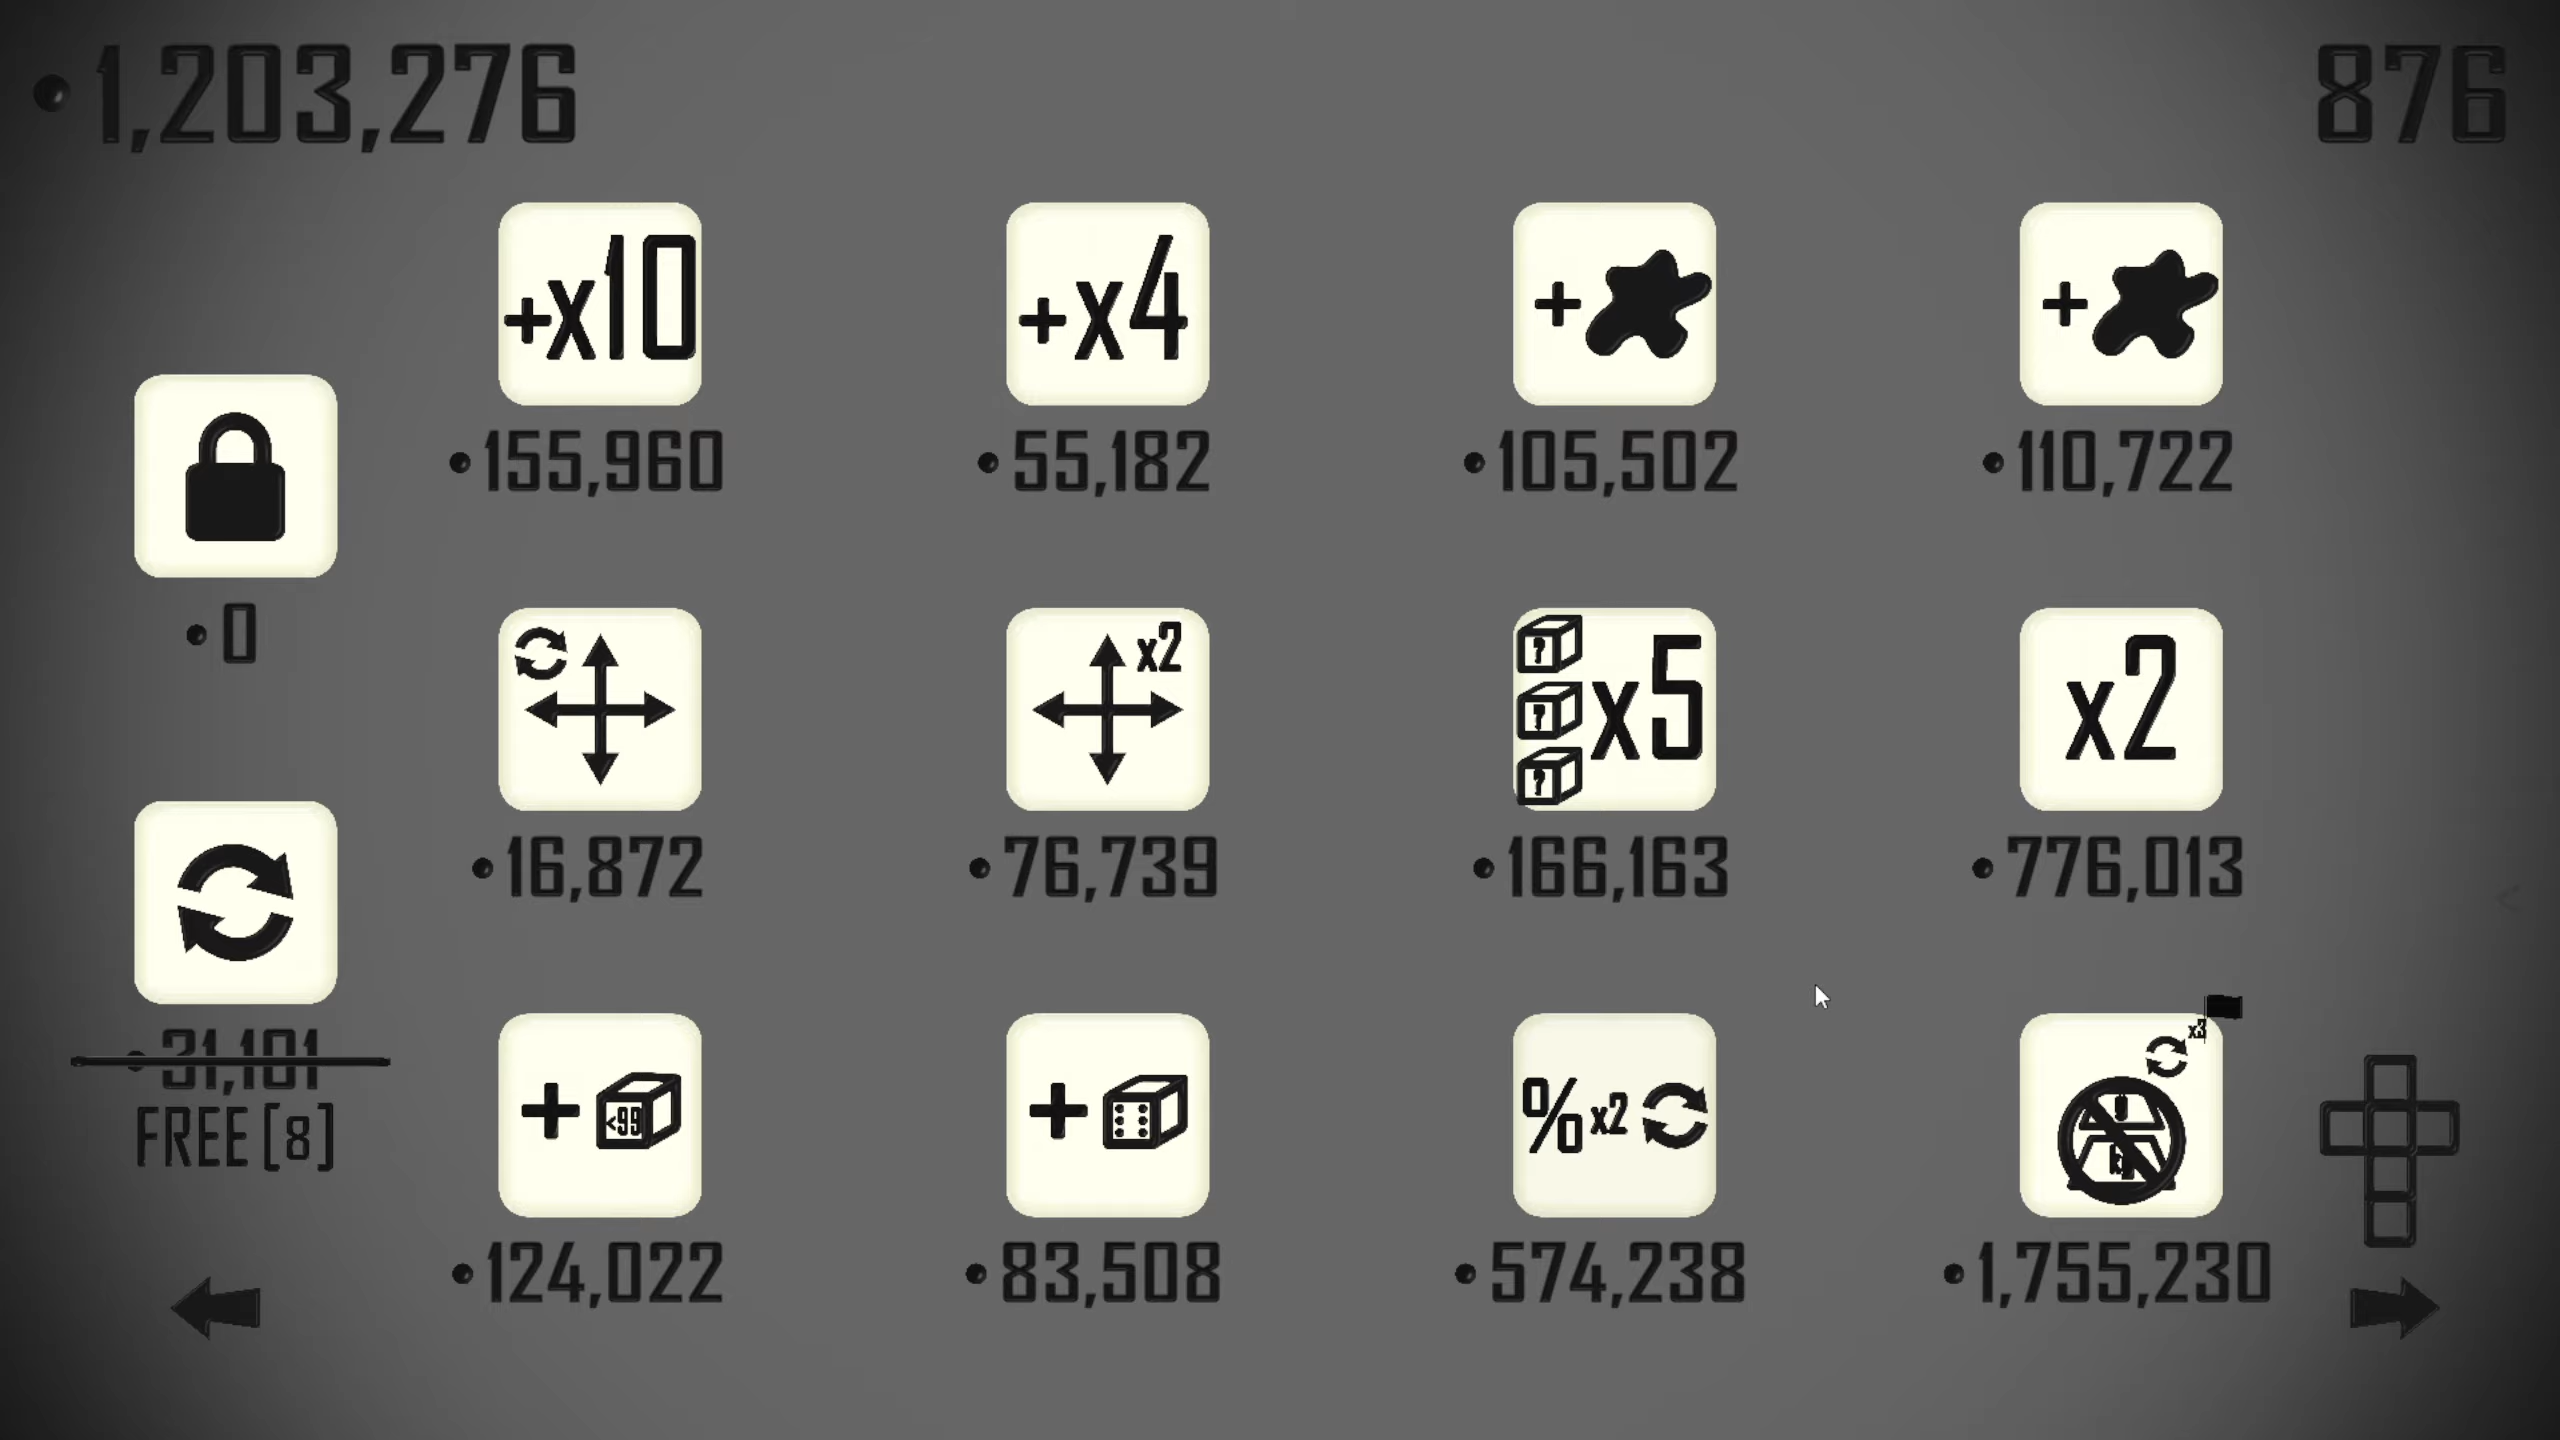 1,203,276
876
+x10
+x4
+
+
155,960
55,182
105,502
110,722
0
x2
? ? ? x5
x2
16,872
76,739
166,163
776,013
31,101
FREE [8]
+ <99
+
% x2
x3
124,022
83,508
574,238
1,755,230